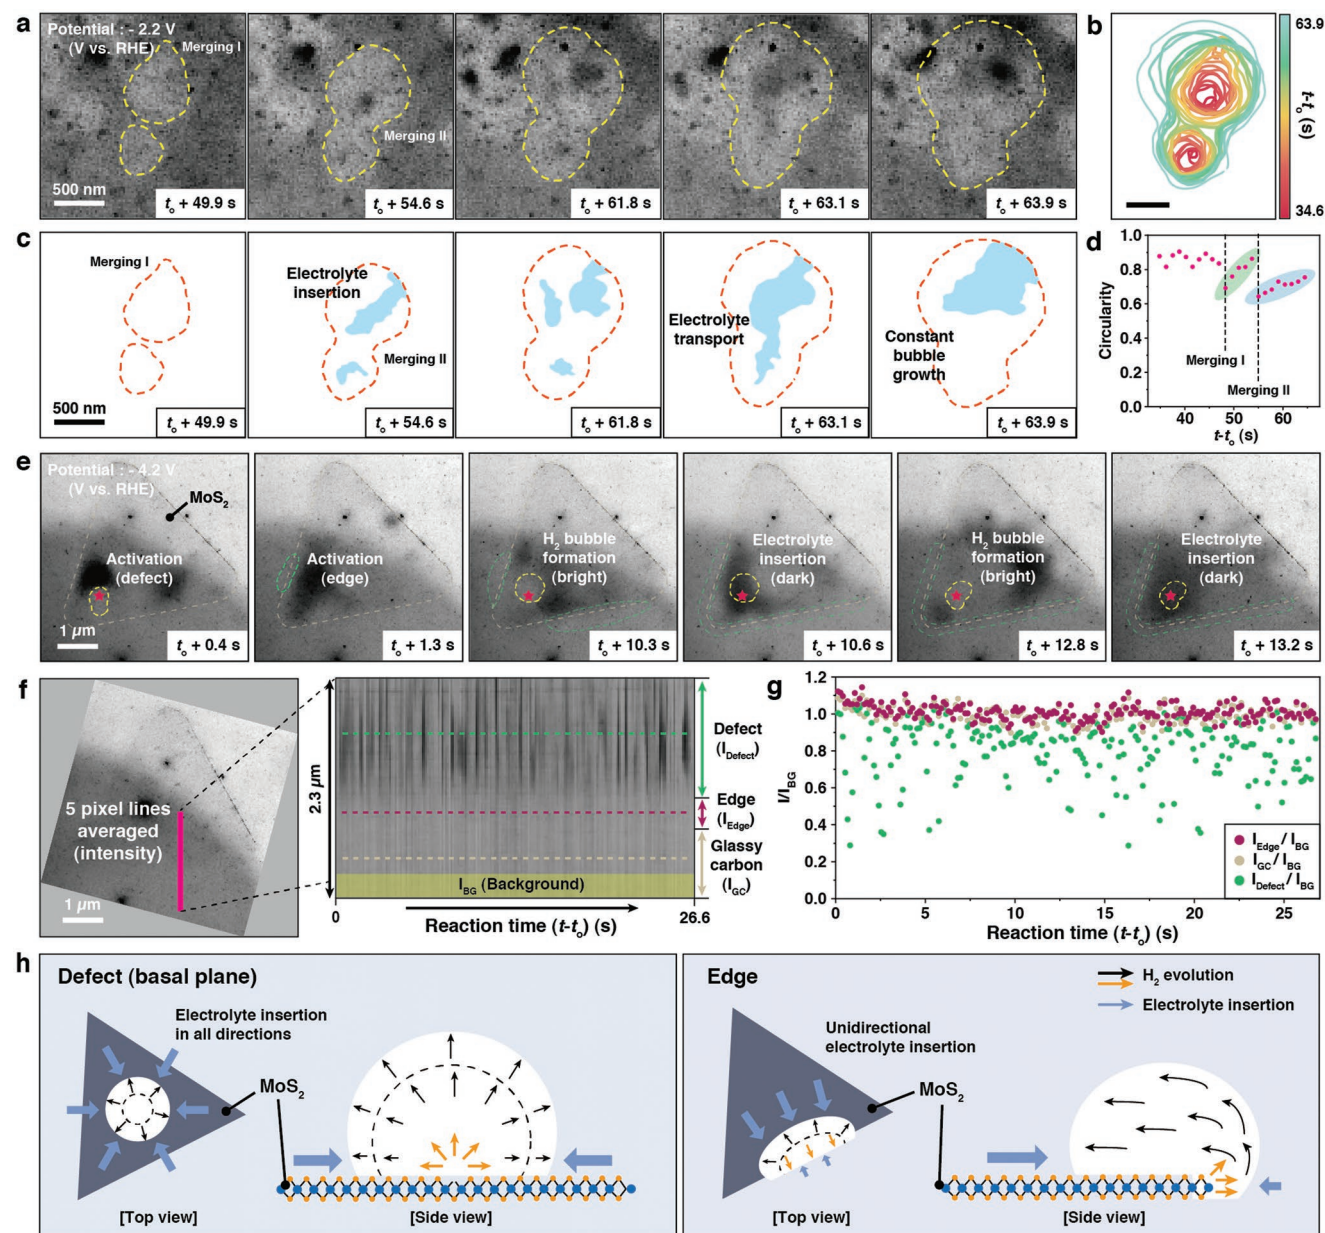 a
Potential : - 2.2 V
(V vs. RHE)
Merging I
500 nm
t₀ + 49.9 s
Merging II
t₀ + 54.6 s
t₀ + 61.8 s
t₀ + 63.1 s
t₀ + 63.9 s
b
63.9
t-t₀ (s)
34.6
c
Merging I
500 nm
t₀ + 49.9 s
Electrolyte
insertion
Merging II
t₀ + 54.6 s
t₀ + 61.8 s
Electrolyte
transport
t₀ + 63.1 s
Constant
bubble
growth
t₀ + 63.9 s
d
Circularity
1.0
0.8
0.6
0.4
0.2
0.0
Merging I
Merging II
40 50 60
t-t₀ (s)
e
Potential : - 4.2 V
(V vs. RHE)
MoS₂
Activation
(defect)
1 µm
t₀ + 0.4 s
Activation
(edge)
t₀ + 1.3 s
H₂ bubble
formation
(bright)
t₀ + 10.3 s
Electrolyte
insertion
(dark)
t₀ + 10.6 s
H₂ bubble
formation
(bright)
t₀ + 12.8 s
Electrolyte
insertion
(dark)
t₀ + 13.2 s
f
5 pixel lines
averaged
(intensity)
1 µm
2.3 µm
Defect
(I_Defect)
Edge
(I_Edge)
Glassy
carbon
(I_GC)
I_BG (Background)
0
26.6
Reaction time (t-t₀) (s)
g
I/I_BG
1.2
1.0
0.8
0.6
0.4
0.2
0.0
I_Edge / I_BG
I_GC / I_BG
I_Defect / I_BG
0 5 10 15 20 25
Reaction time (t-t₀) (s)
h
Defect (basal plane)
Electrolyte insertion
in all directions
MoS₂
[Top view]
[Side view]
Edge
H₂ evolution
Electrolyte insertion
Unidirectional
electrolyte insertion
MoS₂
[Top view]
[Side view]